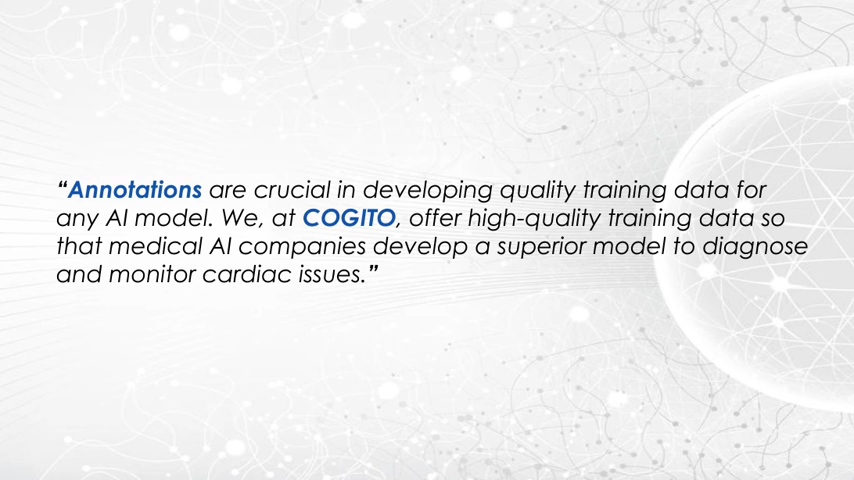 “Annotations are crucial in developing quality training data for
any AI model. We, at COGITO, offer high-quality training data so
that medical AI companies develop a superior model to diagnose
and monitor cardiac issues.”